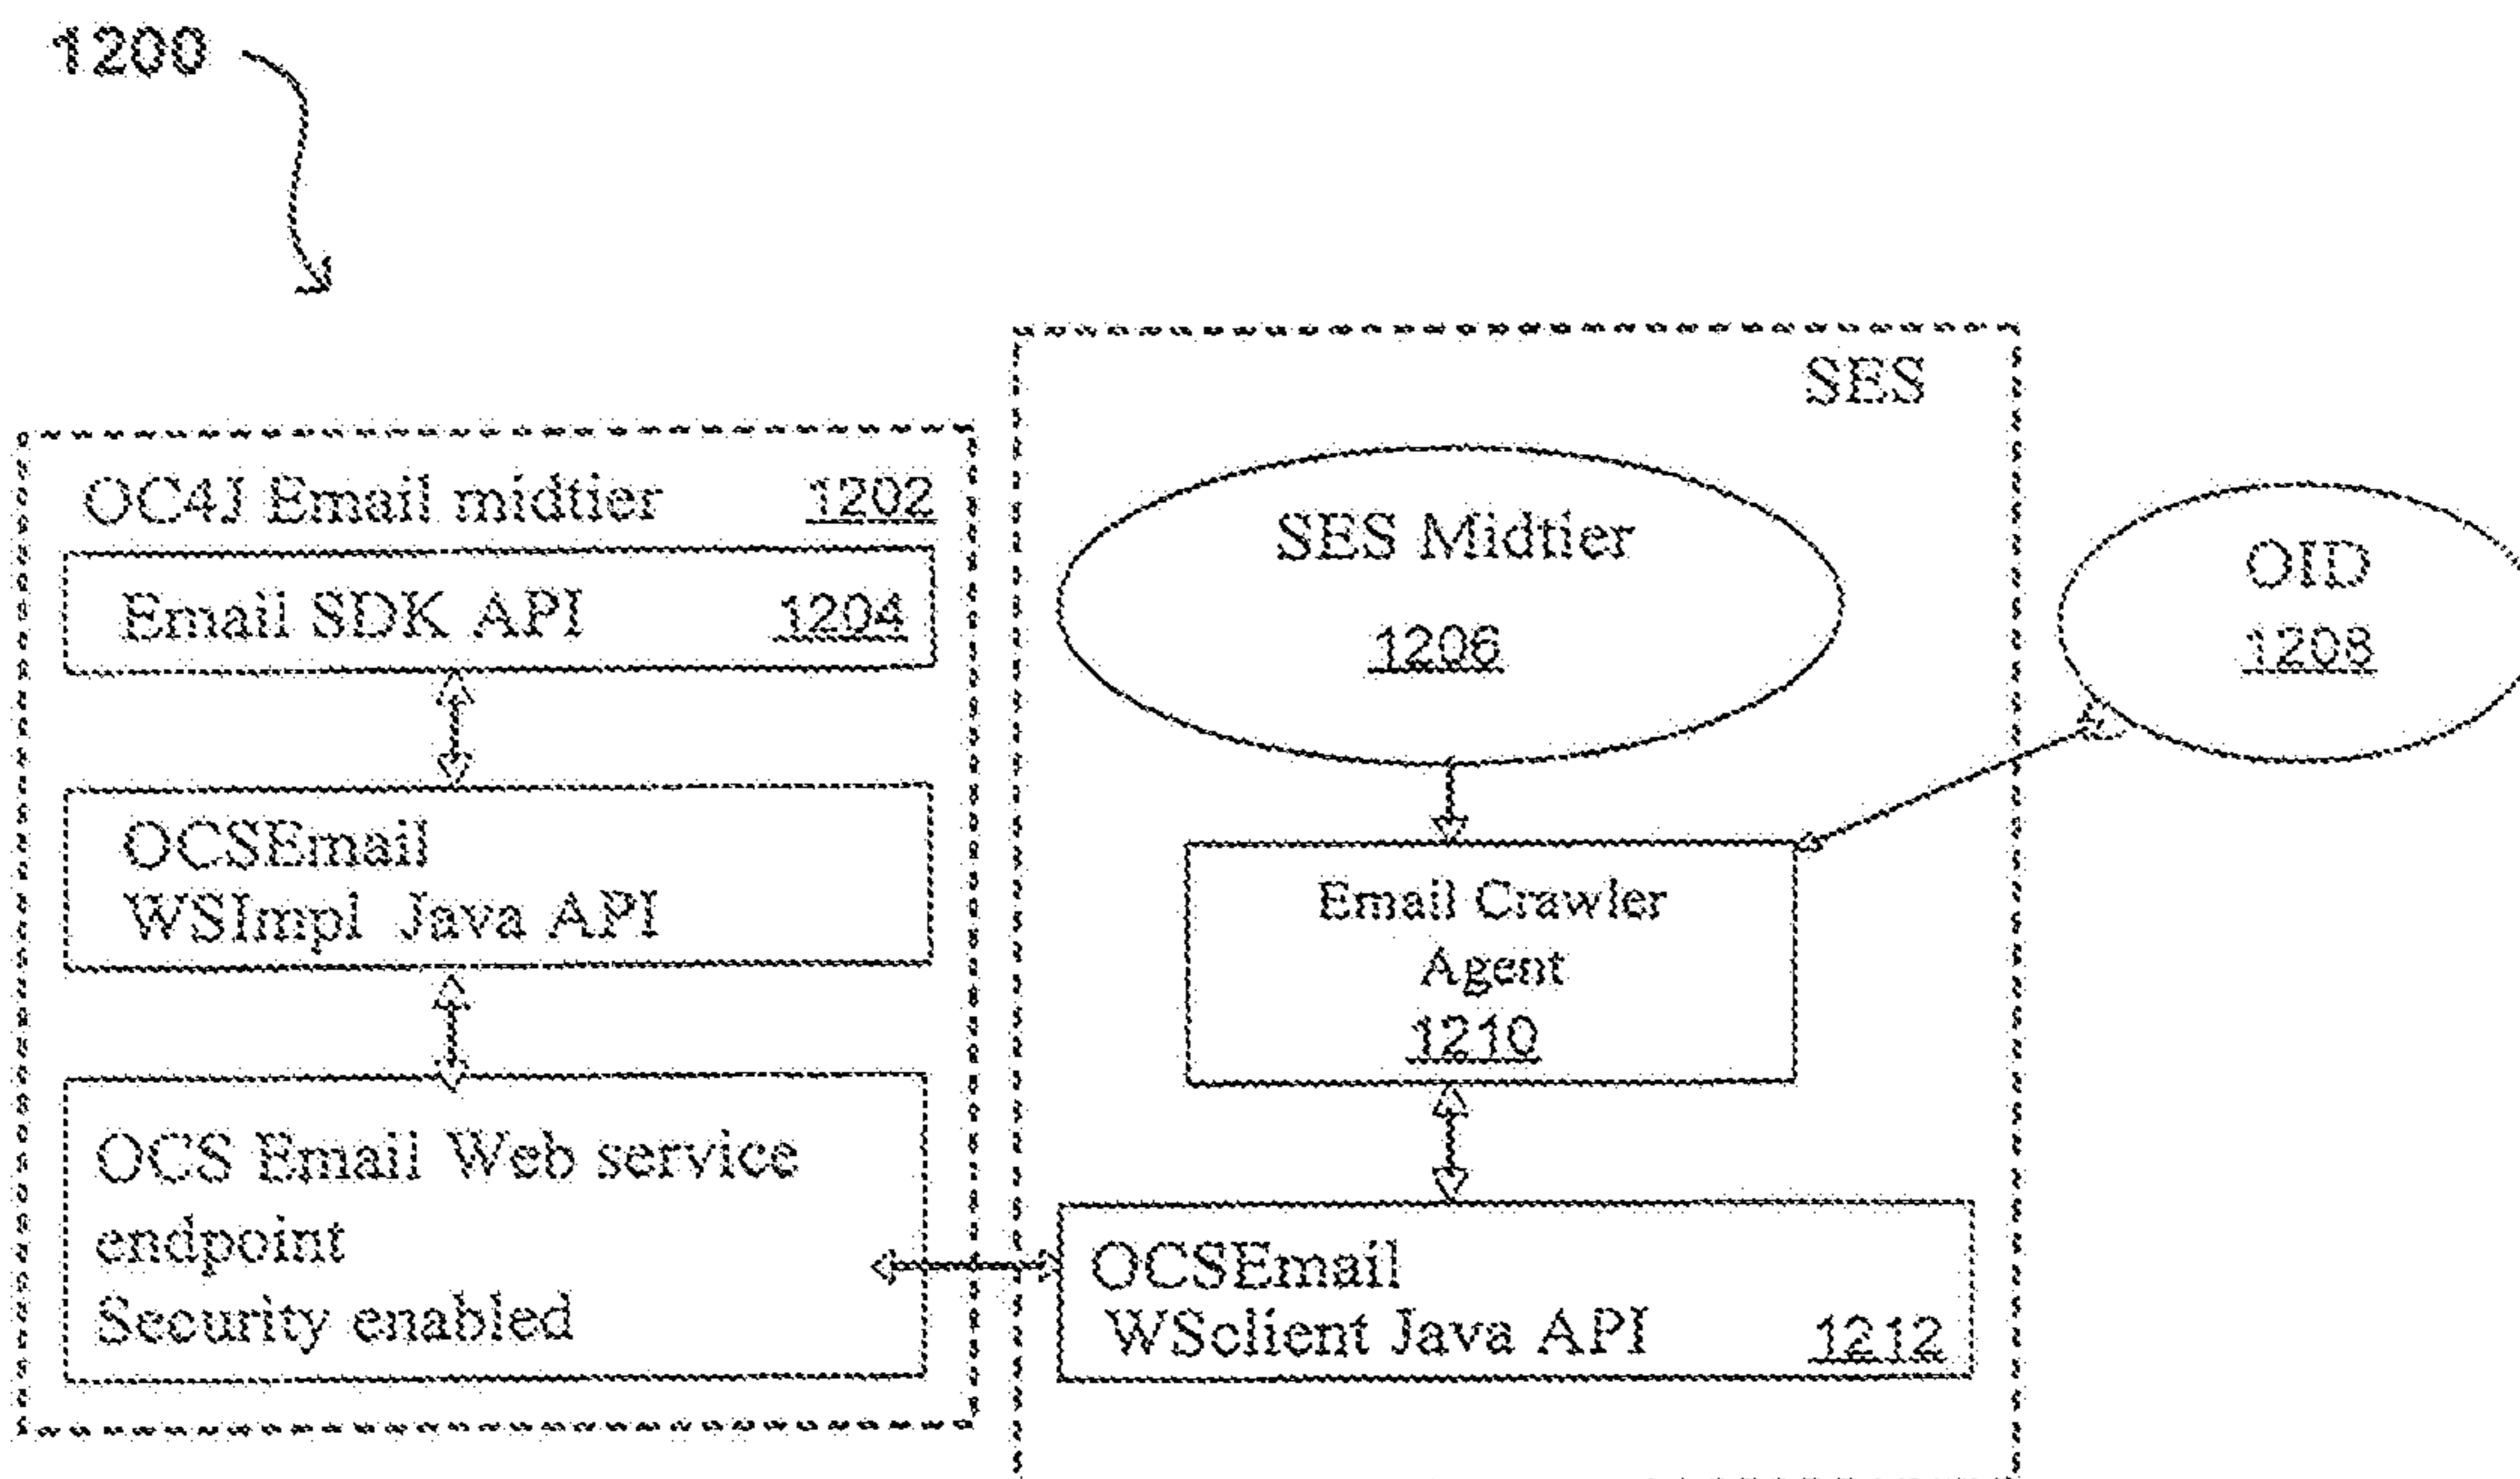 1200
SES
OC4J Email midtier 1202
Email SDK API 1204
OCSEmail
WSImpl Java API
OCS Email Web service
endpoint
Security enabled
SES Midtier
1206
OID
1208
Email Crawler
Agent
1210
OCSEmail
WSclient Java API 1212